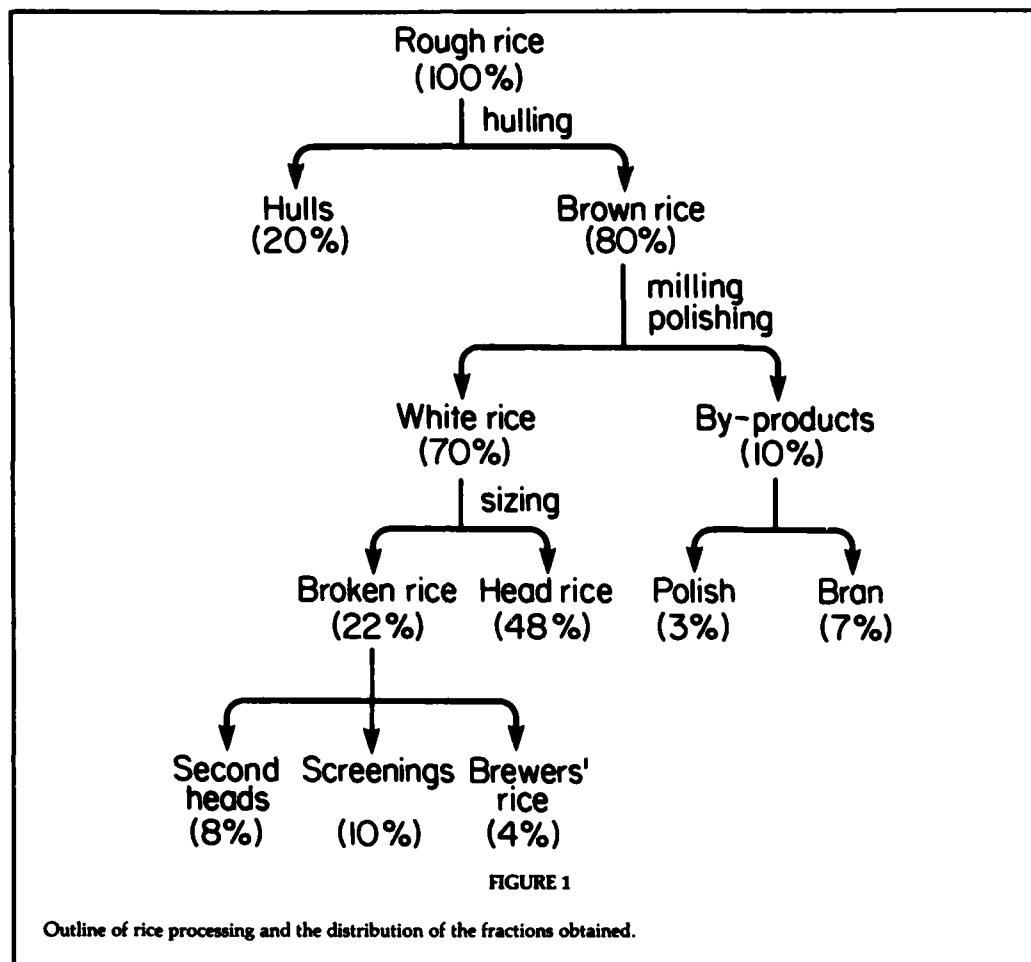 Rough rice
(100%)
hulling
Hulls
(20%)
Brown rice
(80%)
milling
polishing
White rice
(70%)
By-products
(10%)
sizing
Broken rice
(22%)
Head rice
(48%)
Polish
(3%)
Bran
(7%)
Second
heads
(8%)
Screenings
(10%)
Brewers'
rice
(4%)
FIGURE 1
Outline of rice processing and the distribution of the fractions obtained.